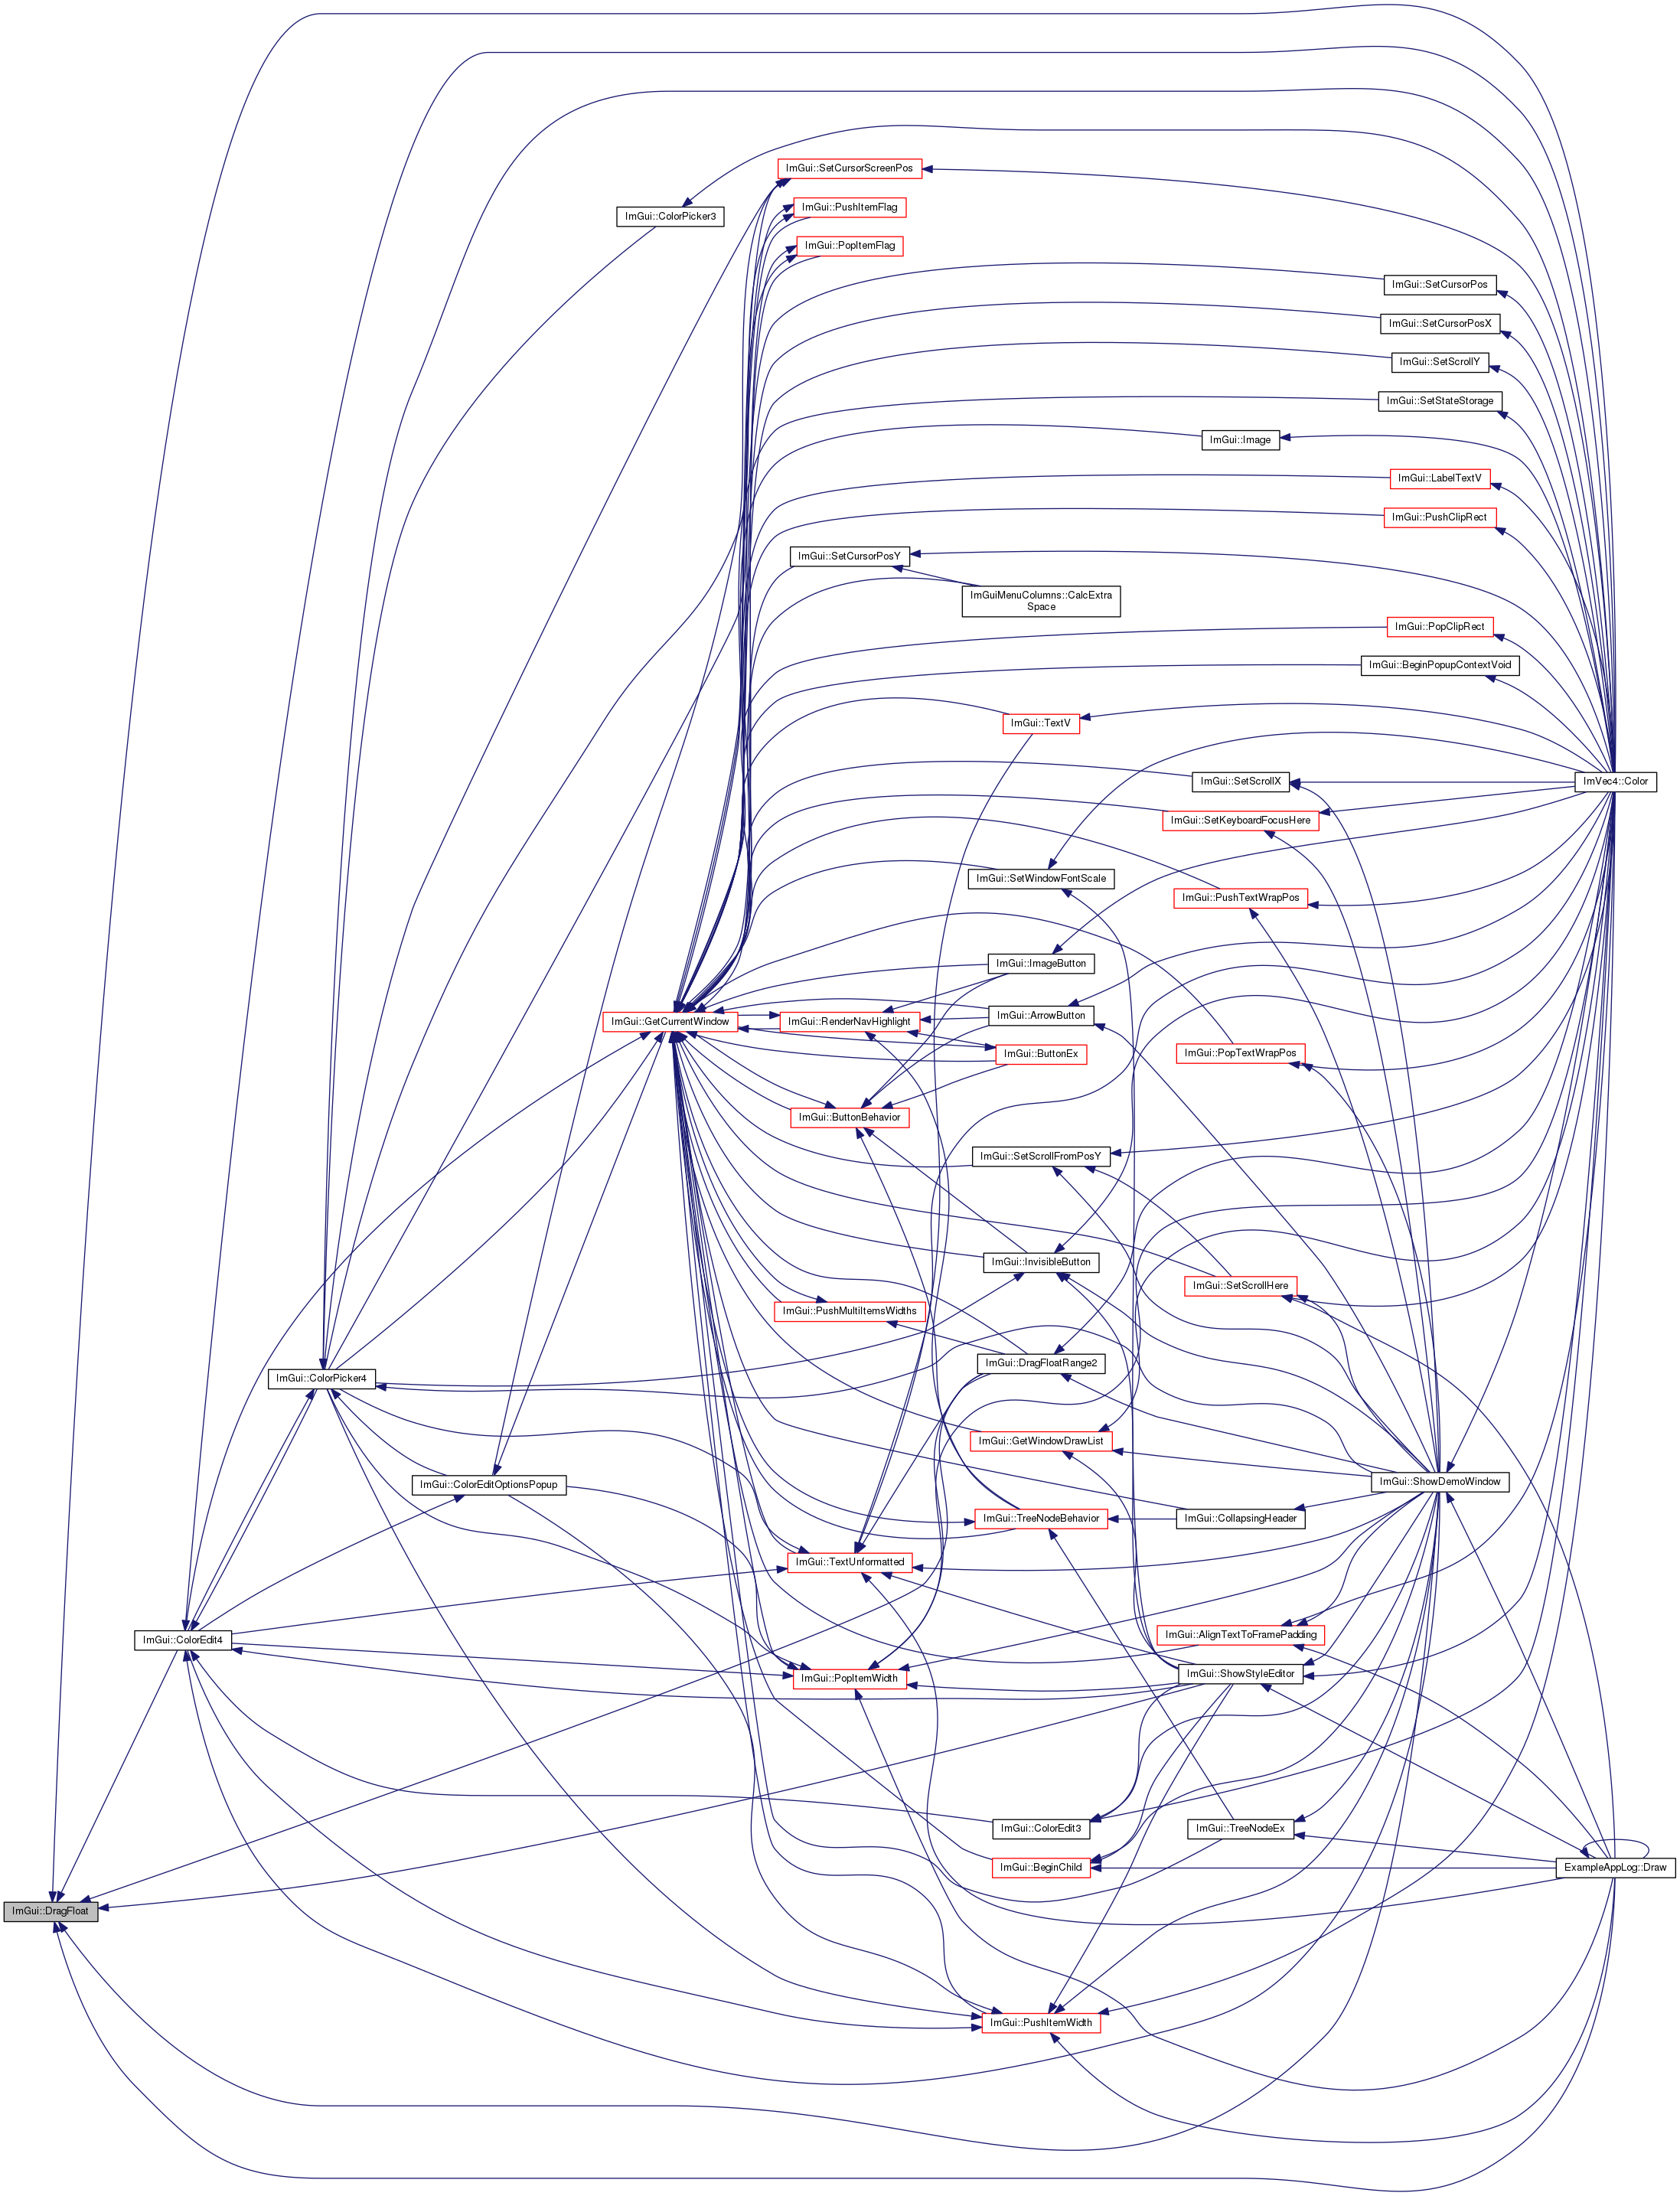 ImGui::SetCursorScreenPos
ImGui::PushItemFlag
ImGui::ColorPicker3
ImGui::PopItemFlag
ImGui::SetCursorPos
ImGui::SetCursorPosX
ImGui::SetScrollY
ImGui::SetStateStorage
ImGui::Image
ImGui::LabelTextV
ImGui::PushClipRect
ImGui::SetCursorPosY
ImGuiMenuColumns::CalcExtra
Space
ImGui::PopClipRect
ImGui::BeginPopupContextVoid
ImGui::TextV
ImGui::SetScrollX
ImVec4::Color
ImGui::SetKeyboardFocusHere
ImGui::SetWindowFontScale
ImGui::PushTextWrapPos
ImGui::ImageButton
ImGui::ArrowButton
ImGui::GetCurrentWindow
ImGui::RenderNavHighlight
ImGui::ButtonEx
ImGui::PopTextWrapPos
ImGui::ButtonBehavior
ImGui::SetScrollFromPosY
ImGui::InvisibleButton
ImGui::SetScrollHere
ImGui::PushMultiItemsWidths
ImGui::DragFloatRange2
ImGui::ColorPicker4
ImGui::GetWindowDrawList
ImGui::ShowDemoWindow
ImGui::ColorEditOptionsPopup
ImGui::TreeNodeBehavior
ImGui::CollapsingHeader
ImGui::TextUnformatted
ImGui::AlignTextToFramePadding
ImGui::ColorEdit4
ImGui::ShowStyleEditor
ImGui::PopItemWidth
ImGui::ColorEdit3
ImGui::TreeNodeEx
ImGui::BeginChild
ExampleAppLog::Draw
ImGui::DragFloat
ImGui::PushItemWidth